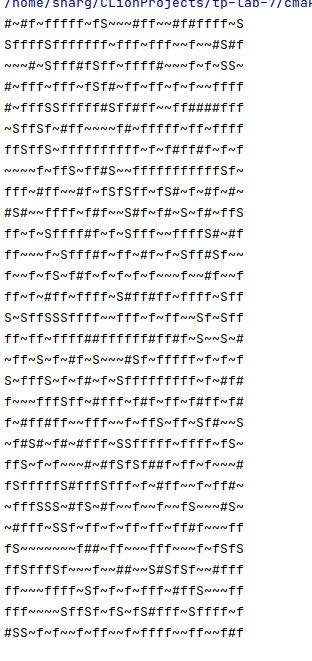 /home/sharg/CLionProjects/tp-lab-7/cmak
#~#f~fffff~fS~~~#ff~~#f#ffff~S
SffffSfffffff~fff~fff~~f~~#S#f
~~~#~Sfff#fSff~ffff#~~~f~~SS~
#~fff~fff~fSf~ff~f~f~f~~ffff
#~fffSSfffff#Sff#ff~~ff####fff
~SffSf~#ff~~~~f#~fffff~f~ffff
ffSffS~ffffffffff~f~f#ff#f~f~f
~~~~f~ffS~ff#S~~fffffffffffSf~
fff~#ff~~#f~fSfSff~fS#~f~#f~#~
#S#~~ffff~f#f~~S#f~f#~S~f#~ffS
ff~f~Sffff#f~f~Sfff~~ffffS#~#f
ff~~~f~Sfff#f~ff~#f~f~Sff#Sf~~
f~~f~fS~f#f~f~f~f~~~f~~#f~~f
ff~f~#ff~ffff~S#ff#ff~ffff~Sff
S~SffSSSffff~~fff~f~ff~~Sf~Sff
ff~ff~ffff##ffffff#ff#f~S~~S~#
~ff~S~f~#f~S~~~#Sf~fffff~f~f~f
S~fffS~f~f#~f~Sfffffffff~f~#f#
f~~~fffSff~#fff~f#f~ff~f#ff~f#
f~#ff#ff~~fff~~f~ffS~ff~Sf#~~S
~f#S#~f#~#fff~SSfffff~ffff~fS~
ffS~f~f~~~#~#fSfSf##f~ff~f~~~#
fSfffffS#fffSfff~f~#ff~~f~ff#~
~fffSSS~#fS~#f~~f~~f~~fS~~~#S~
~#fff~SSf~ff~f~ff~ff~ff#f~~~ff
fS~~~~~~~f##~ff~~~fff~~~f~fSfS
ffSfffSf~~~f~~##~~S#SfSf~~#fff
ff~~~ffff~Sf~f~f~fff~#ffS~~~ff
fff~~~~SffSf~fS~fS#fff~Sffff~f
#SS~f~f~~f~ff~~f~ffff~~ff~~f#f